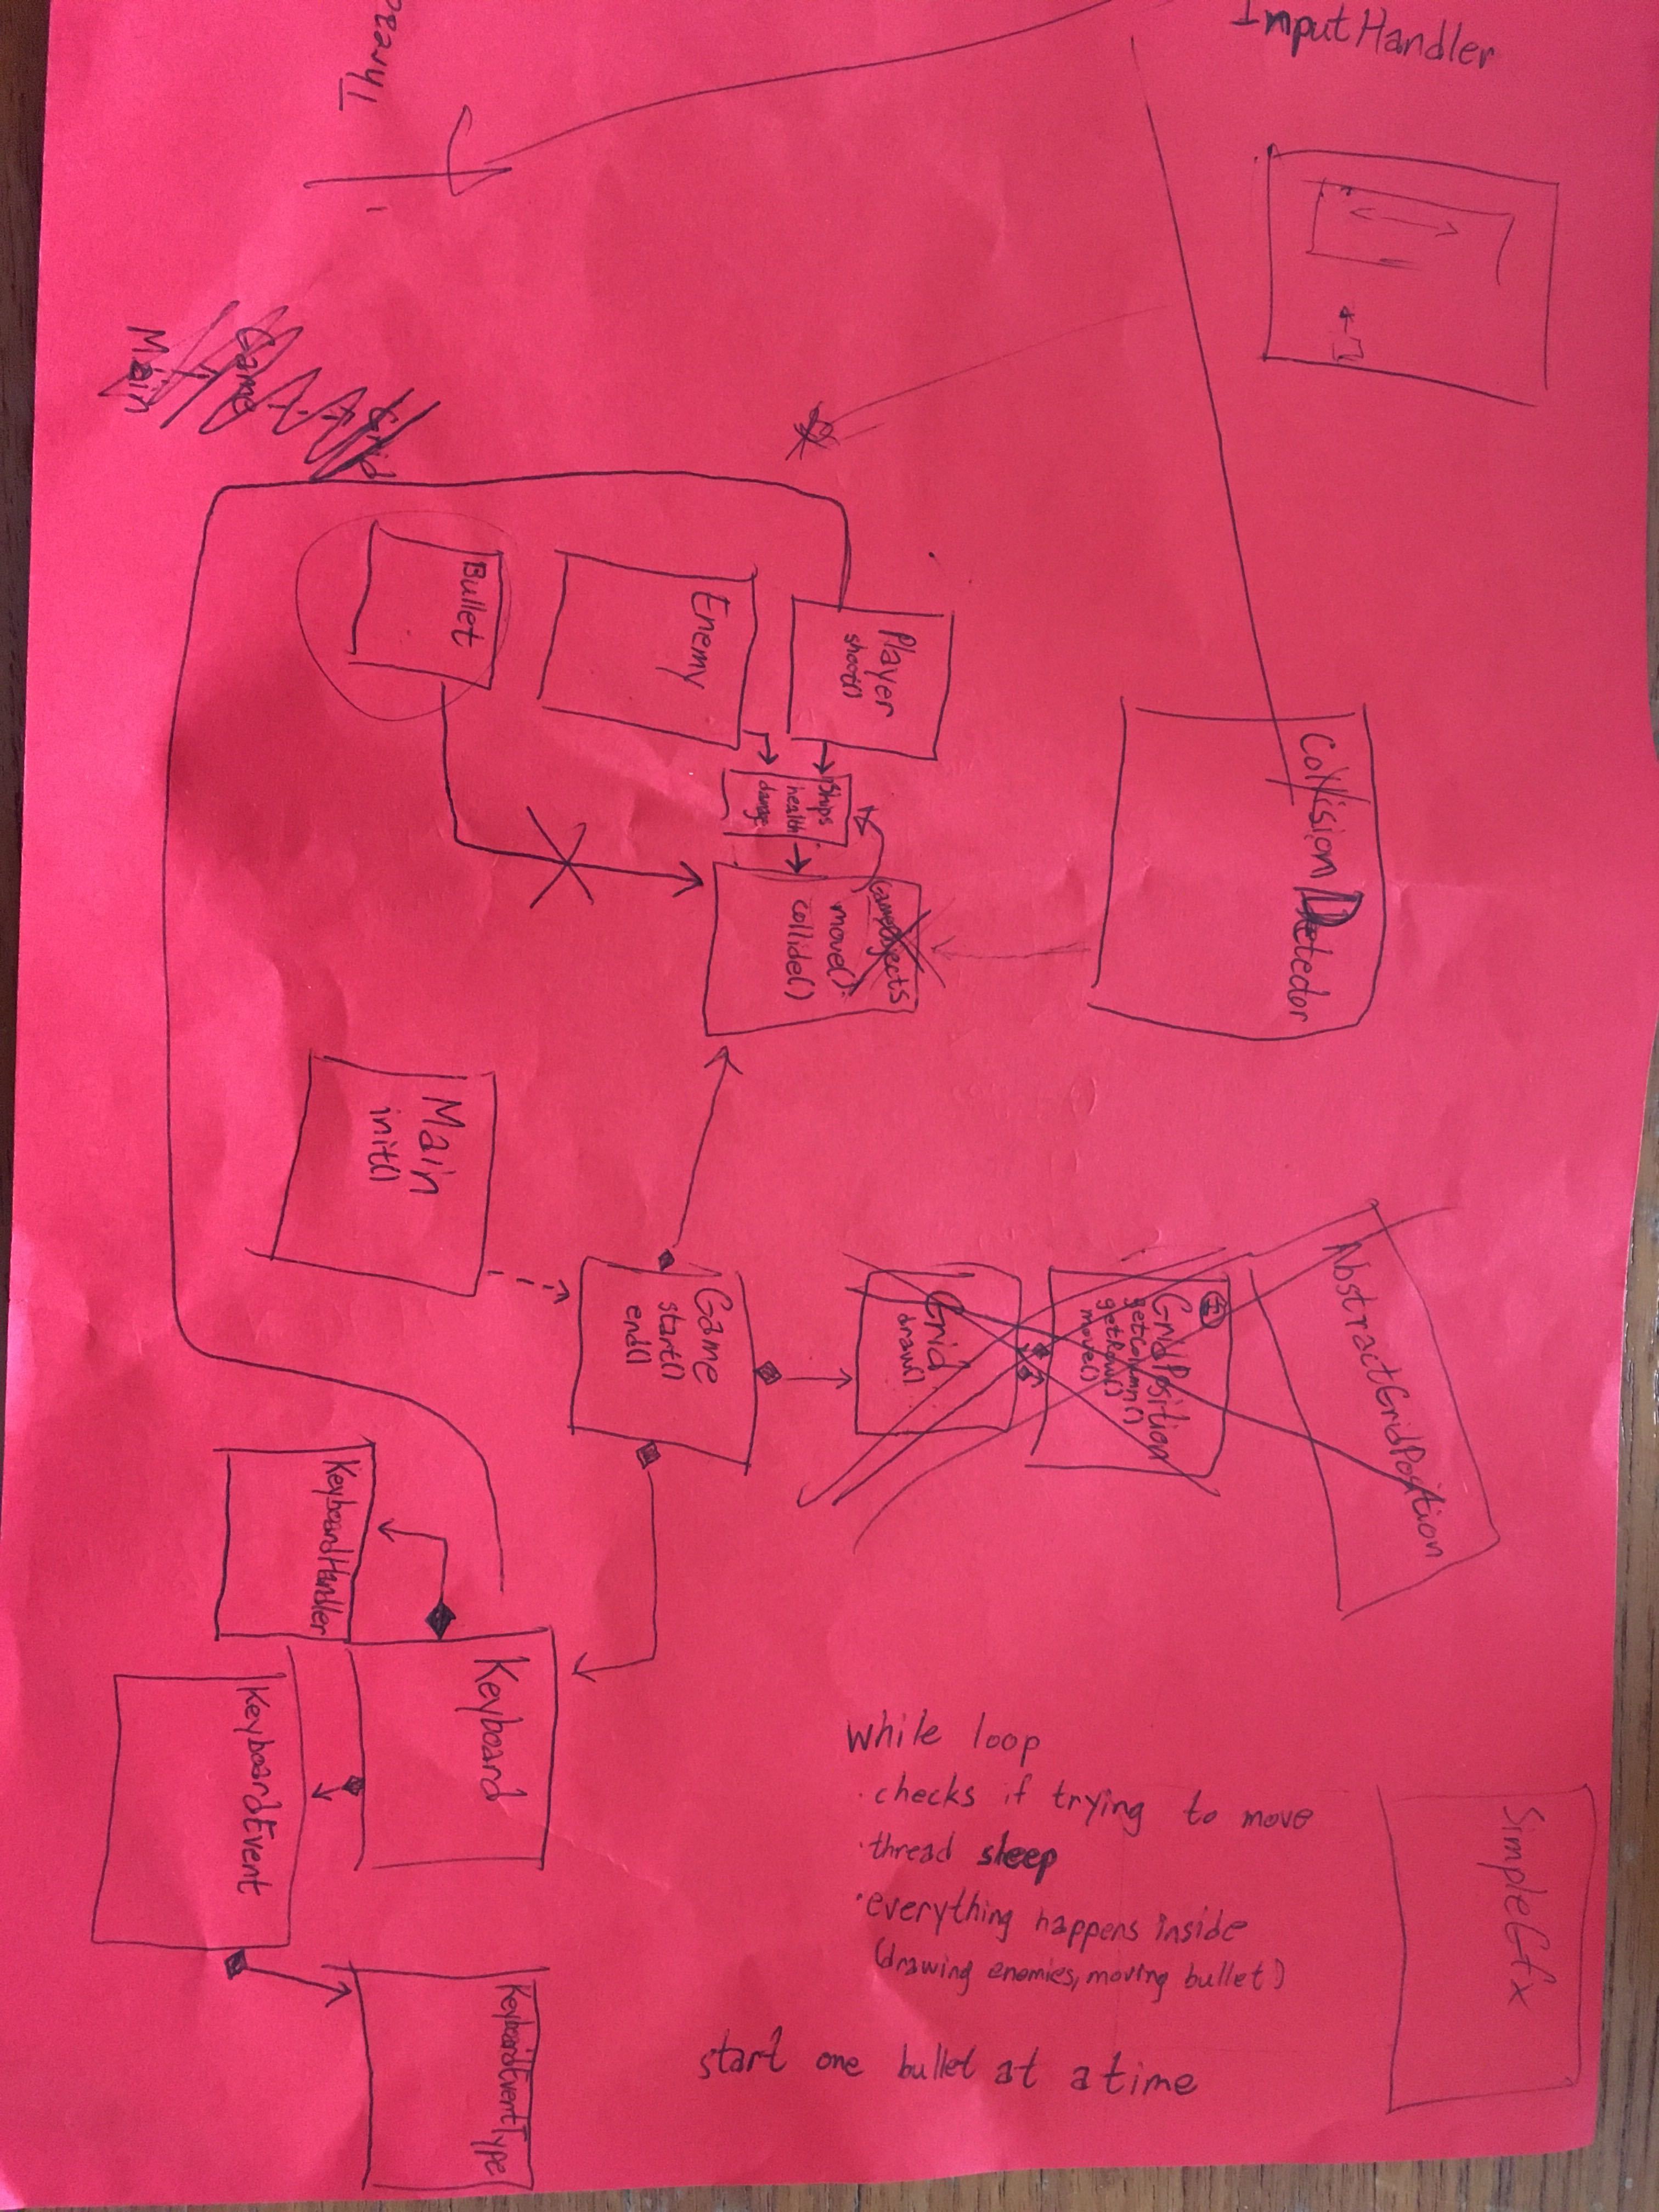 InputHandler
SimpleGfx
AbstractGridPosition
Collision Detector
I
GridPosition
getColumn()
getRow()
move()
Grid
draw()
while loop
· checks if trying to move
· thread sleep
· everything happens inside
(drawing enemies, moving bullet)
start one bullet at a time
Player
shoot()
Ships
health
damage
GameObjects
move()
collide()
Enemy
Game
start()
end()
Bullet
Main
init()
Keyboard
KeyboardEventType
KeyboardHandler
KeyboardEvent
Grid
Game
Main